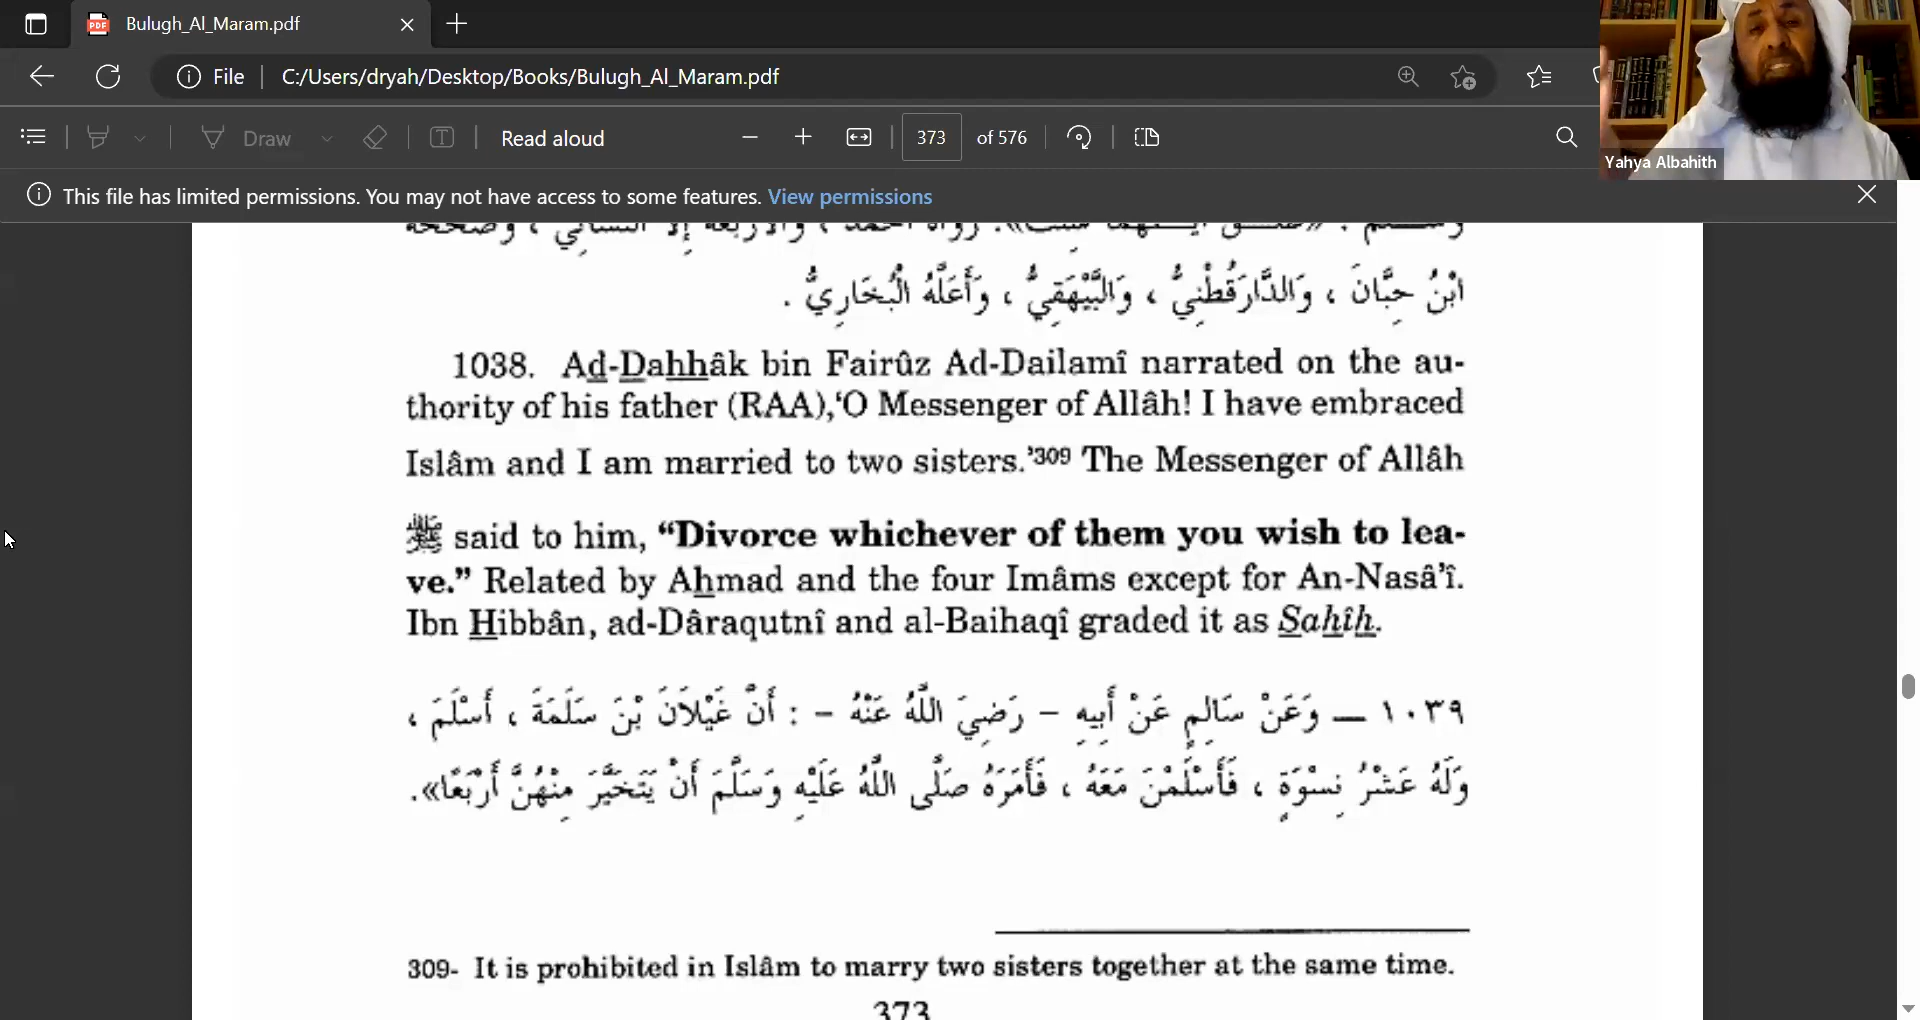 Bulugh_Al_Maram.pdf
File
C:/Users/dryah/Desktop/Books/Bulugh_Al_Maram.pdf
Draw
Read aloud
373 of 576
Yahya Albahith
This file has limited permissions. You may not have access to some features. View permissions
ابْنُ حِبَّانَ ، وَالدَّارَقُطْنِيُّ ، وَالْبَيْهَقِيُّ ، وَأَعَلَّهُ الْبُخَارِيُّ .
1038. Ad-Dahhâk bin Fairûz Ad-Dailamî narrated on the au-
thority of his father (RAA),‘O Messenger of Allâh! I have embraced
Islâm and I am married to two sisters.’309 The Messenger of Allâh
ﷺ said to him, “Divorce whichever of them you wish to lea-
ve.” Related by Ahmad and the four Imâms except for An-Nasâ’î.
Ibn Hibbân, ad-Dâraqutnî and al-Baihaqî graded it as Sahîh.
١٠٣٩ — وَعَنْ سَالِمٍ عَنْ أَبِيهِ – رَضِيَ اللَّهُ عَنْهُ – : أَنَّ غَيْلَانَ بْنَ سَلَمَةَ ، أَسْلَمَ ،
وَلَهُ عَشْرُ نِسْوَةٍ ، فَأَسْلَمْنَ مَعَهُ ، فَأَمَرَهُ صَلَّى اللَّهُ عَلَيْهِ وَسَلَّمَ أَنْ يَتَخَيَّرَ مِنْهُنَّ أَرْبَعًا».
309- It is prohibited in Islâm to marry two sisters together at the same time.
373